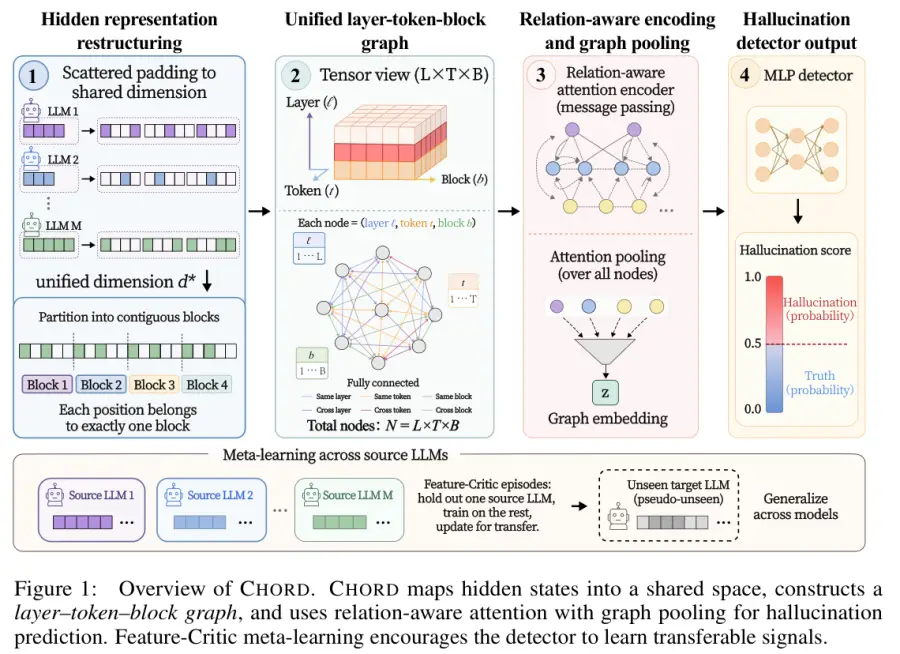 Hidden representation
restructuring
Unified layer-token-block
graph
Relation-aware encoding
and graph pooling
Hallucination
detector output
1
Scattered padding to
shared dimension
LLM 1
LLM 2
LLM M
unified dimension d*
Partition into contiguous blocks
Block 1 Block 2 Block 3 Block 4
Each position belongs
to exactly one block
2
Tensor view (L×T×B)
Layer (ℓ)
Token (t)
Block (b)
Each node = (layer ℓ, token t, block b)
ℓ
1 ⋯ L
t
1 ⋯ T
b
1 ⋯ B
Fully connected
Same layer Same token Same block
Cross layer Cross token Cross block
Total nodes: N = L×T×B
3
Relation-aware
attention encoder
(message passing)
Attention pooling
(over all nodes)
z
Graph embedding
4
MLP detector
Hallucination score
1.0
Hallucination
(probability)
0.5
Truth
(probability)
0.0
Meta-learning across source LLMs
Source LLM 1
Source LLM 2
Source LLM M
Feature-Critic episodes:
hold out one source LLM,
train on the rest,
update for transfer.
Unseen target LLM
(pseudo-unseen)
Generalize
across models
Figure 1: Overview of CHORD. CHORD maps hidden states into a shared space, constructs a
layer–token–block graph, and uses relation-aware attention with graph pooling for hallucination
prediction. Feature-Critic meta-learning encourages the detector to learn transferable signals.